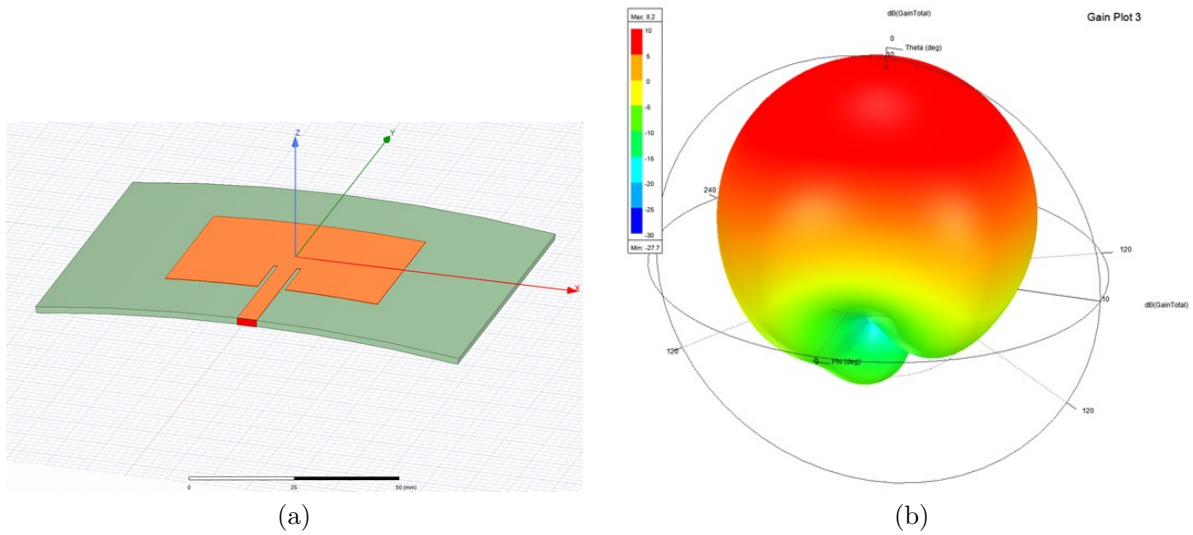 Z
Y
X
0
25
50 (mm)
(a)
Gain Plot 3
dB(GainTotal)
Max: 8.2
10
5
0
-5
-10
-15
-20
-25
-30
Min: -27.7
0
Theta (deg)
240
120
10
dB(GainTotal)
Phi (deg)
120
120
(b)